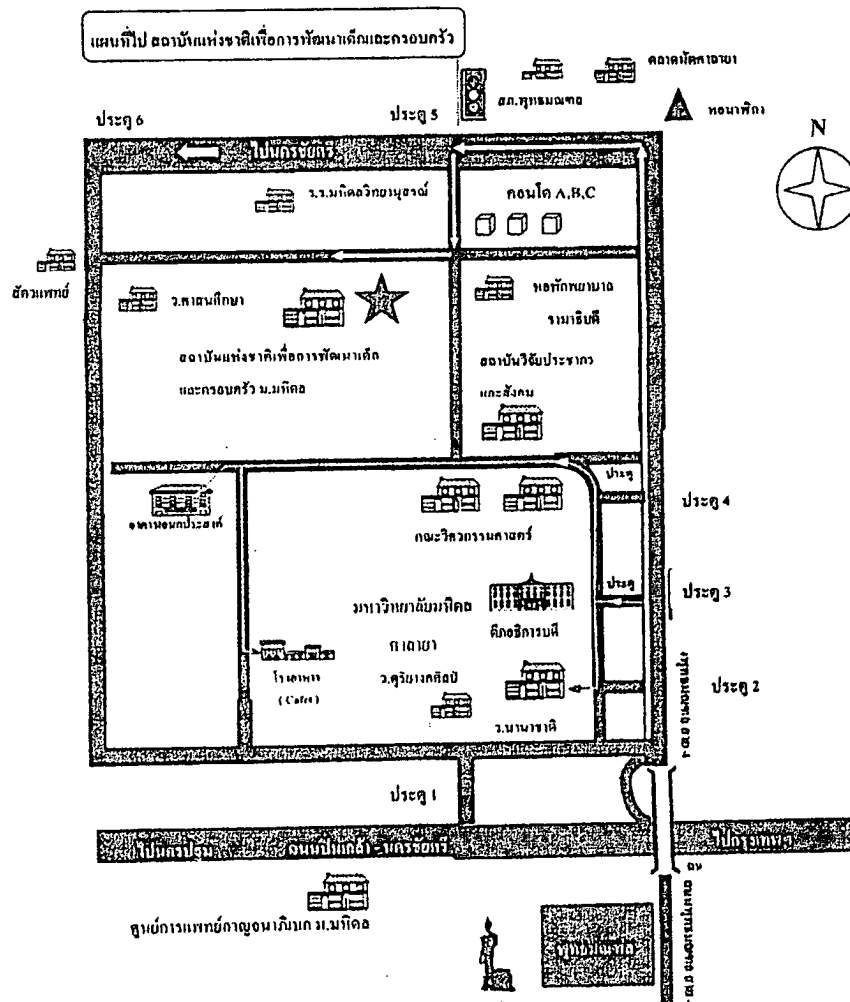 แผนที่ไป สถาบันแห่งชาติเพื่อการพัฒนาเด็กและครอบครัว
ตลาดนัดศาลายา
สภ.พุทธมณฑล
หอนาฬิกา
ประตู 6
ประตู 5
N
ไปนครชัยศรี
ร.ร.มหิดลวิทยานุสรณ์
คอนโด A,B,C
สัตวแพทย์
ว.ศาสนศึกษา
หอพักพยาบาล
รามาธิบดี
สถาบันแห่งชาติเพื่อการพัฒนาเด็ก
และครอบครัว ม.มหิดล
สถาบันวิจัยประชากร
และสังคม
ประตู
ประตู 4
อาคารอเนกประสงค์
คณะวิศวกรรมศาสตร์
ประตู
ประตู 3
มหาวิทยาลัยมหิดล
ศาลายา
ตึกอธิการบดี
โรงอาหาร
ว.ดุริยางคศิลป์
ประตู 2
ว.นานาชาติ
ประตู 1
ไปนครปฐม
ถนนปิ่นเกล้า - นครชัยศรี
ไปกรุงเทพฯ
ศูนย์การแพทย์กาญจนาภิเษก ม.มหิดล
พุทธมณฑล